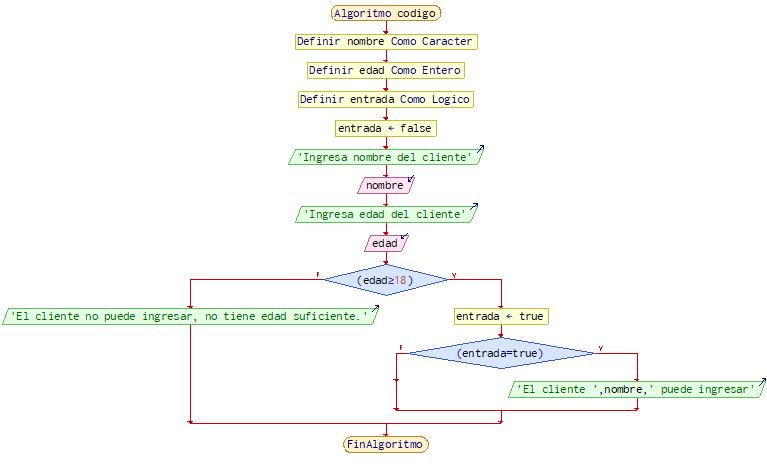 Algoritmo codigo
Definir nombre Como Caracter
Definir edad Como Entero
Definir entrada Como Logico
entrada ← false
'Ingresa nombre del cliente'
nombre
'Ingresa edad del cliente'
edad
F
V
(edad≥18)
'El cliente no puede ingresar, no tiene edad suficiente.'
entrada ← true
F
V
(entrada=true)
'El cliente ',nombre,' puede ingresar'
FinAlgoritmo